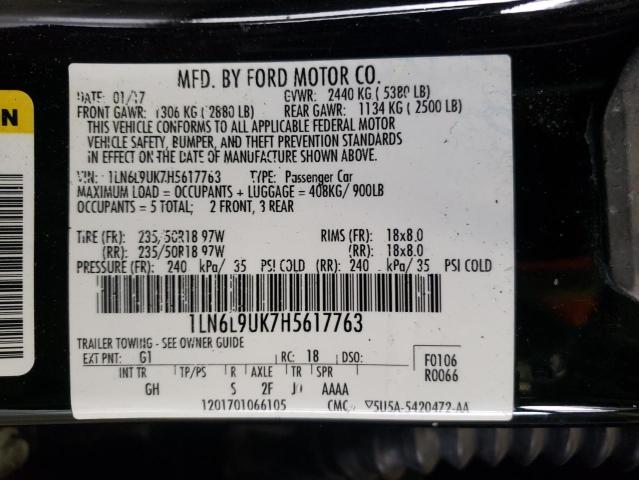 MFD. BY FORD MOTOR CO.
DATE: 01/17 GVWR: 2440 KG ( 5380 LB)
FRONT GAWR: 1306 KG ( 2880 LB) REAR GAWR: 1134 KG ( 2500 LB)
THIS VEHICLE CONFORMS TO ALL APPLICABLE FEDERAL MOTOR
VEHICLE SAFETY, BUMPER, AND THEFT PREVENTION STANDARDS
IN EFFECT ON THE DATE OF MANUFACTURE SHOWN ABOVE.
VIN: 1LN6L9UK7H5617763 TYPE: Passenger Car
MAXIMUM LOAD = OCCUPANTS + LUGGAGE = 408KG/ 900LB
OCCUPANTS = 5 TOTAL; 2 FRONT, 3 REAR
TIRE (FR): 235/50R18 97W RIMS (FR): 18x8.0
(RR): 235/50R18 97W (RR): 18x8.0
PRESSURE (FR): 240 kPa/ 35 PSI COLD (RR): 240 kPa/ 35 PSI COLD
1LN6L9UK7H5617763
TRAILER TOWING - SEE OWNER GUIDE
EXT PNT: G1 RC: 18 DSO: F0106
INT TR TP/PS R AXLE TR SPR R0066
GH S 2F J AAAA
1201701066105 CMC ▽5U5A-5420472-AA